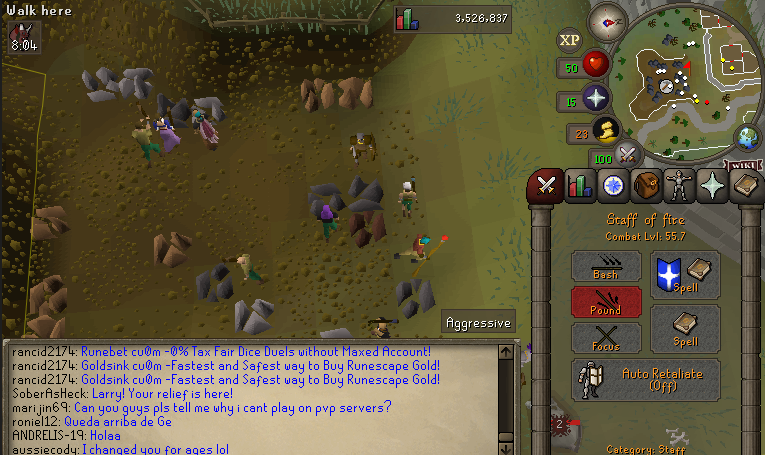 Walk here
8:04
3,526,837
XP
50
15
23
100
WIKI
Staff of fire
Combat Lvl: 55.7
Bash
Spell
Pound
Spell
Focus
Auto Retaliate
(Off)
2
Category: Staff
Aggressive
rancid2174: Runebet cu0m -0% Tax Fair Dice Duels without Maxed Account!
rancid2174: Goldsink cu0m -Fastest and Safest way to Buy Runescape Gold!
rancid2174: Goldsink cu0m -Fastest and Safest way to Buy Runescape Gold!
SoberAsHeck: Larry! Your relief is here!
marijin69: Can you guys pls tell me why i cant play on pvp servers?
roniel12: Queda arriba de Ge
ANDRELIS-19: Holaa
aussiecody: I changed you for ages lol